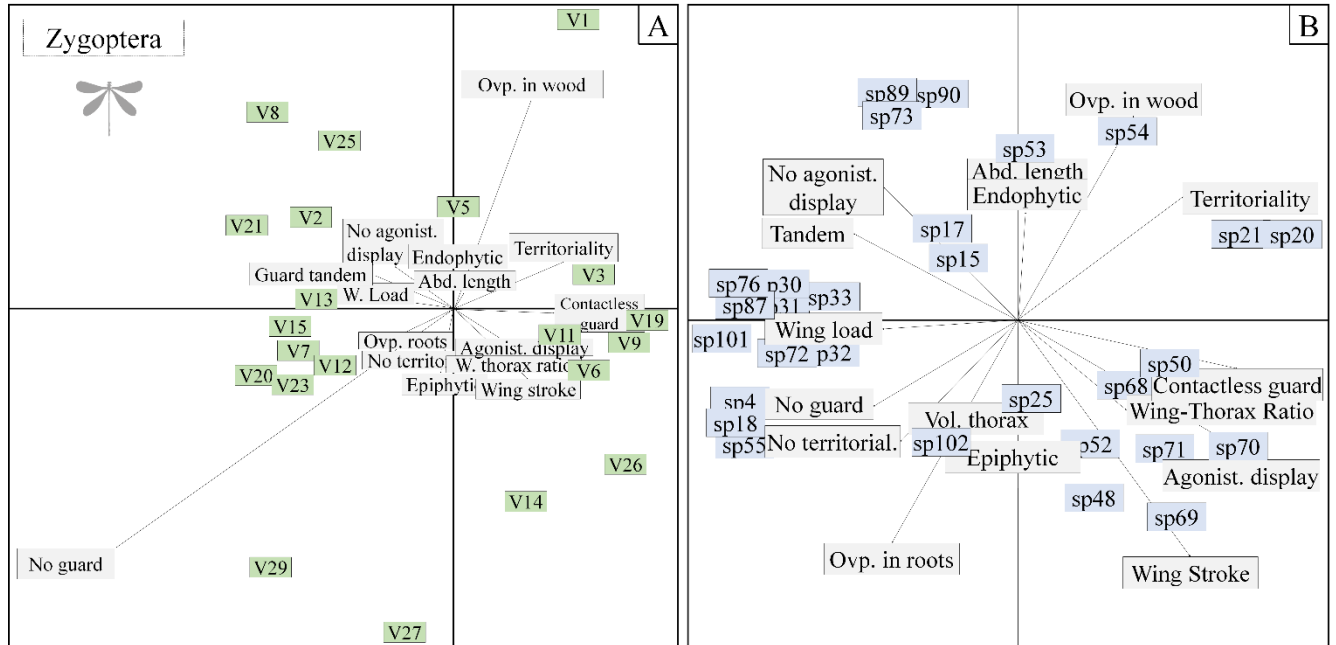 Zygoptera
A
V1
Ovp. in wood
V8
V25
V5
V2
V21
No agonist.
display
Endophytic
Territoriality
Guard tandem
Abd. length
V3
W. Load
V13
Contactless
guard
V19
V15
V11
V9
Ovp. roots
V7
Agonist. display
No territo
W. thorax ratio
V12
V6
V20
V23
Epiphytic
Wing stroke
V26
V14
No guard
V29
V27
B
sp89
sp90
sp73
Ovp. in wood
sp54
sp53
No agonist.
display
Abd. length
Endophytic
Territoriality
Tandem
sp17
sp21
sp20
sp15
sp76
p30
sp33
sp87
p31
Wing load
sp101
sp72
p32
sp50
sp68
Contactless guard
sp4
No guard
sp25
Wing-Thorax Ratio
sp18
Vol. thorax
sp55
No territorial.
sp102
Epiphytic
p52
sp71
sp70
Agonist. display
sp48
sp69
Ovp. in roots
Wing Stroke